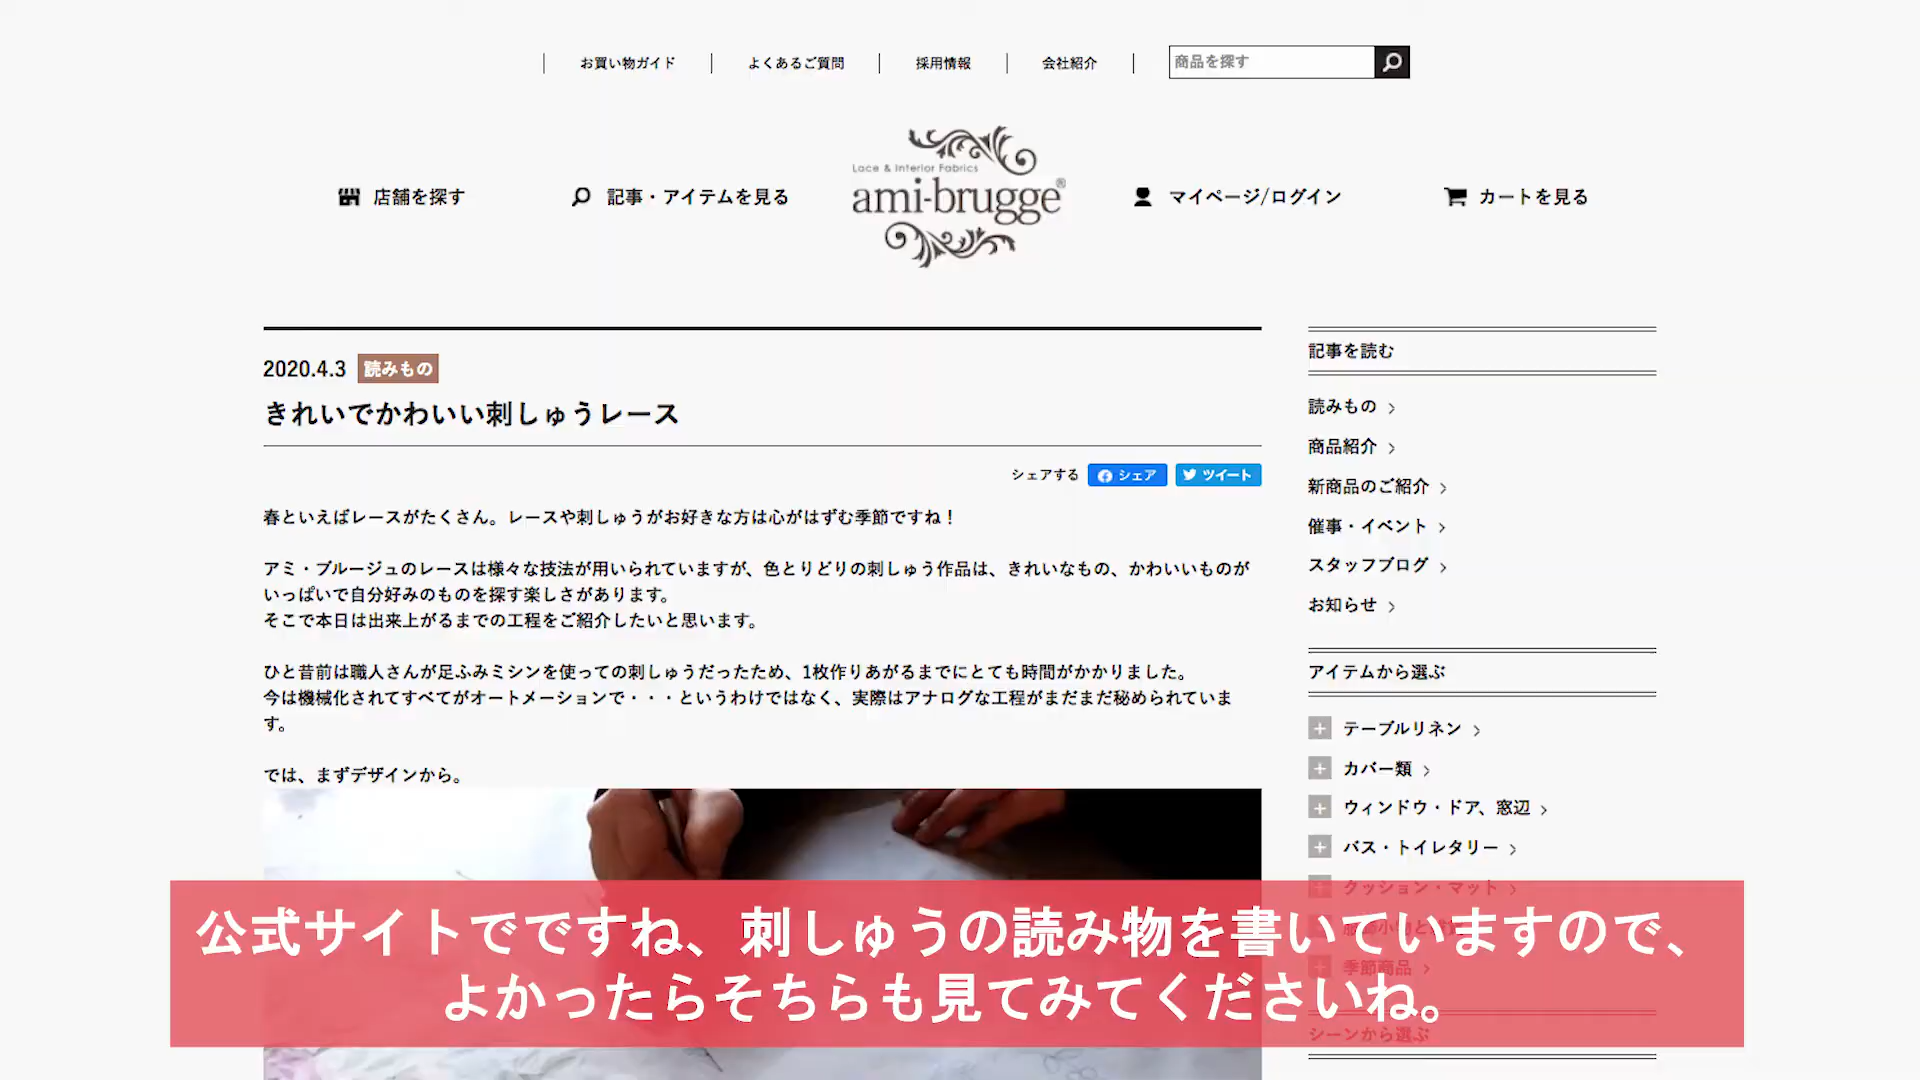 お買い物ガイド
よくあるご質問
採用情報
会社紹介
商品を探す
店舗を探す
記事・アイテムを見る
Lace & Interior Fabrics
ami-brugge®
マイページ/ログイン
カートを見る
2020.4.3 読みもの
きれいでかわいい刺しゅうレース
シェアする シェア ツイート
春といえばレースがたくさん。レースや刺しゅうがお好きな方は心がはずむ季節ですね！
アミ・ブルージュのレースは様々な技法が用いられていますが、色とりどりの刺しゅう作品は、きれいなもの、かわいいものが
いっぱいで自分好みのものを探す楽しさがあります。
そこで本日は出来上がるまでの工程をご紹介したいと思います。
ひと昔前は職人さんが足ふみミシンを使っての刺しゅうだったため、1枚作りあがるまでにとても時間がかかりました。
今は機械化されてすべてがオートメーションで・・・というわけではなく、実際はアナログな工程がまだまだ秘められていま
す。
では、まずデザインから。
記事を読む
読みもの
商品紹介
新商品のご紹介
催事・イベント
スタッフブログ
お知らせ
アイテムから選ぶ
テーブルリネン
カバー類
ウィンドウ・ドア、窓辺
バス・トイレタリー
クッション・マット
季節商品
シーンから選ぶ
公式サイトでですね、刺しゅうの読み物を書いていますので、
よかったらそちらも見てみてくださいね。